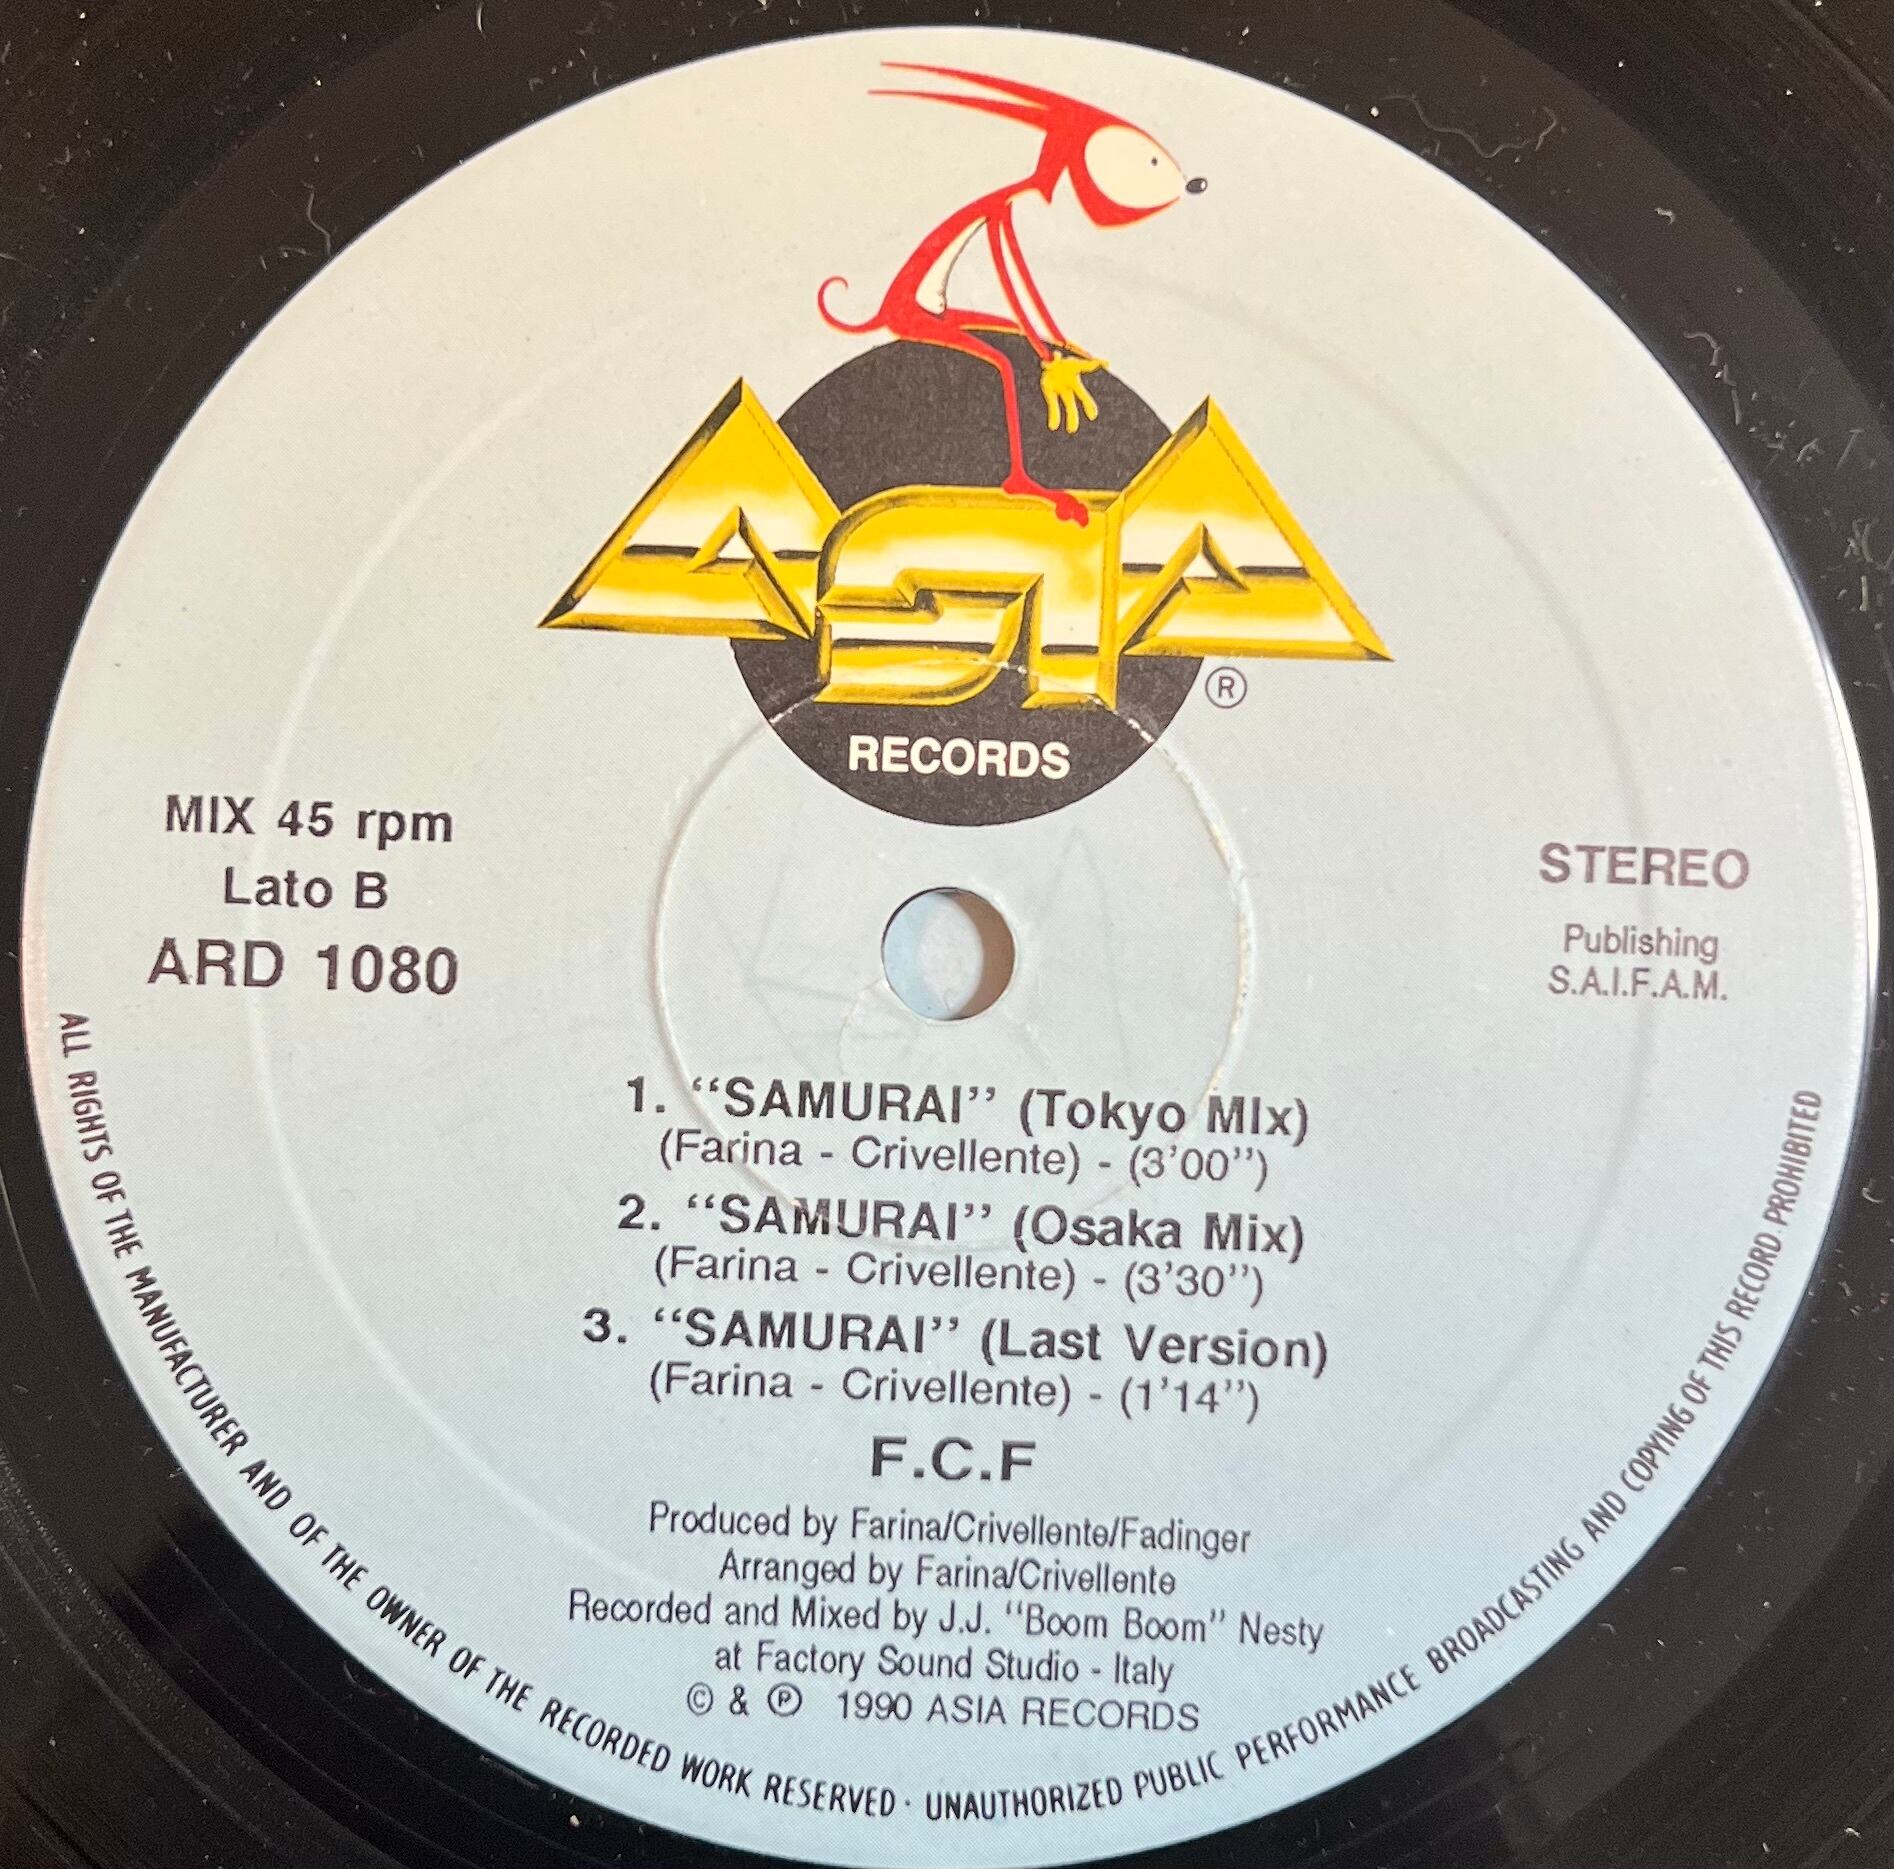 ASIA
®
RECORDS
MIX 45 rpm
Lato B
ARD 1080
STEREO
Publishing
S.A.I.F.A.M.
1. “SAMURAI” (Tokyo MIx)
(Farina - Crivellente) - (3’00”)
2. “SAMURAI” (Osaka Mix)
(Farina - Crivellente) - (3’30”)
3. “SAMURAI” (Last Version)
(Farina - Crivellente) - (1’14”)
F.C.F
Produced by Farina/Crivellente/Fadinger
Arranged by Farina/Crivellente
Recorded and Mixed by J.J. “Boom Boom” Nesty
at Factory Sound Studio - Italy
© & ℗ 1990 ASIA RECORDS
ALL RIGHTS OF THE MANUFACTURER AND OF THE OWNER OF THE RECORDED WORK RESERVED · UNAUTHORIZED PUBLIC PERFORMANCE BROADCASTING AND COPYING OF THIS RECORD PROHIBITED